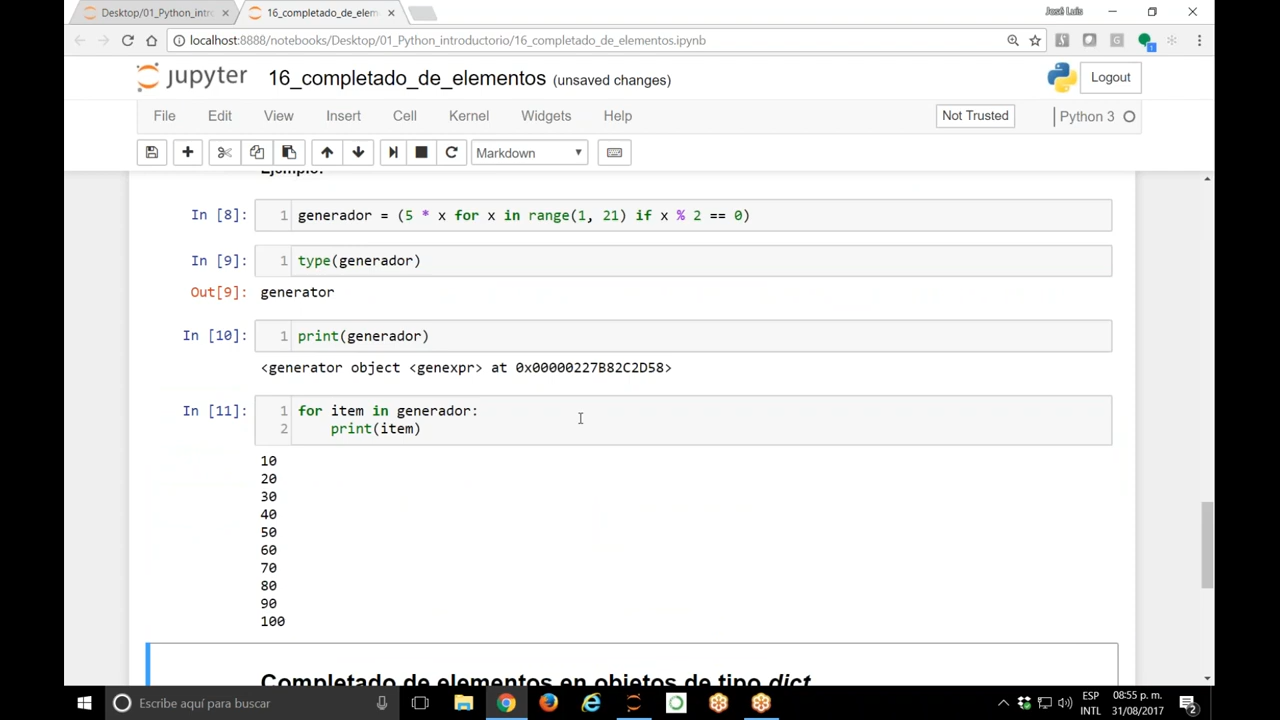 Desktop/01_Python_intro
16_completado_de_elem
José Luis
localhost:8888/notebooks/Desktop/01_Python_introductorio/16_completado_de_elementos.ipynb
jupyter 16_completado_de_elementos (unsaved changes)
Logout
File Edit View Insert Cell Kernel Widgets Help
Not Trusted
Python 3
Markdown
Ejemplo:
In [8]: 1 generador = (5 * x for x in range(1, 21) if x % 2 == 0)
In [9]: 1 type(generador)
Out[9]: generator
In [10]: 1 print(generador)
<generator object <genexpr> at 0x00000227B82C2D58>
In [11]: 1 for item in generador:
2 print(item)
10
20
30
40
50
60
70
80
90
100
Completado de elementos en objetos de tipo dict
Escribe aquí para buscar
ESP 08:55 p. m.
INTL 31/08/2017
2